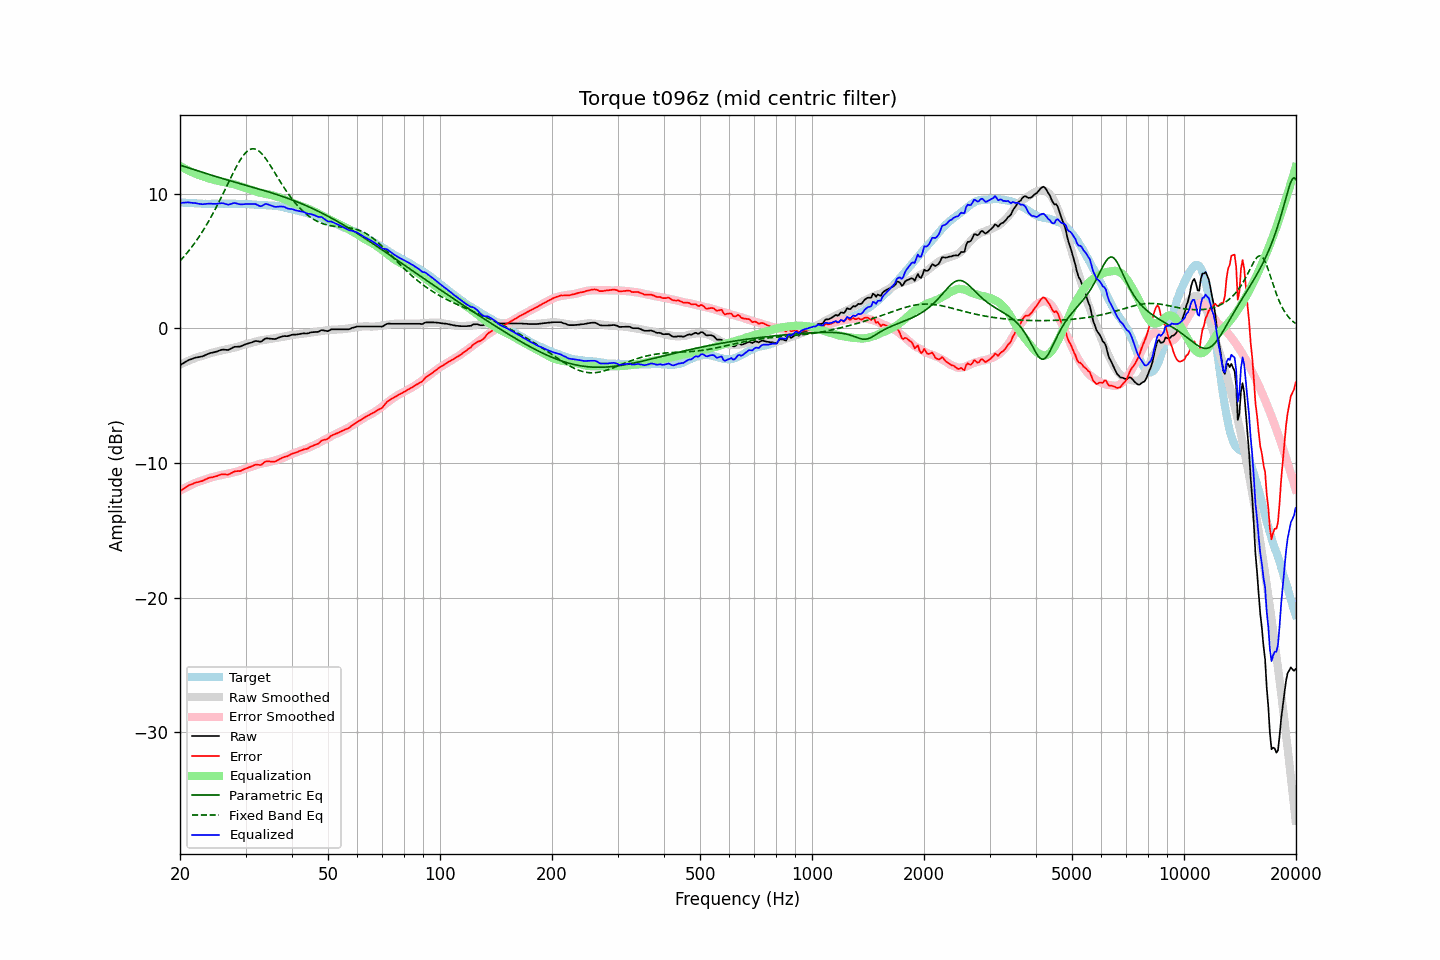 Torque t096z (mid centric filter)
10
0
−10
−20
−30
Amplitude (dBr)
Target
Raw Smoothed
Error Smoothed
Raw
Error
Equalization
Parametric Eq
Fixed Band Eq
Equalized
20 50 100 200 500 1000 2000 5000 10000 20000
Frequency (Hz)